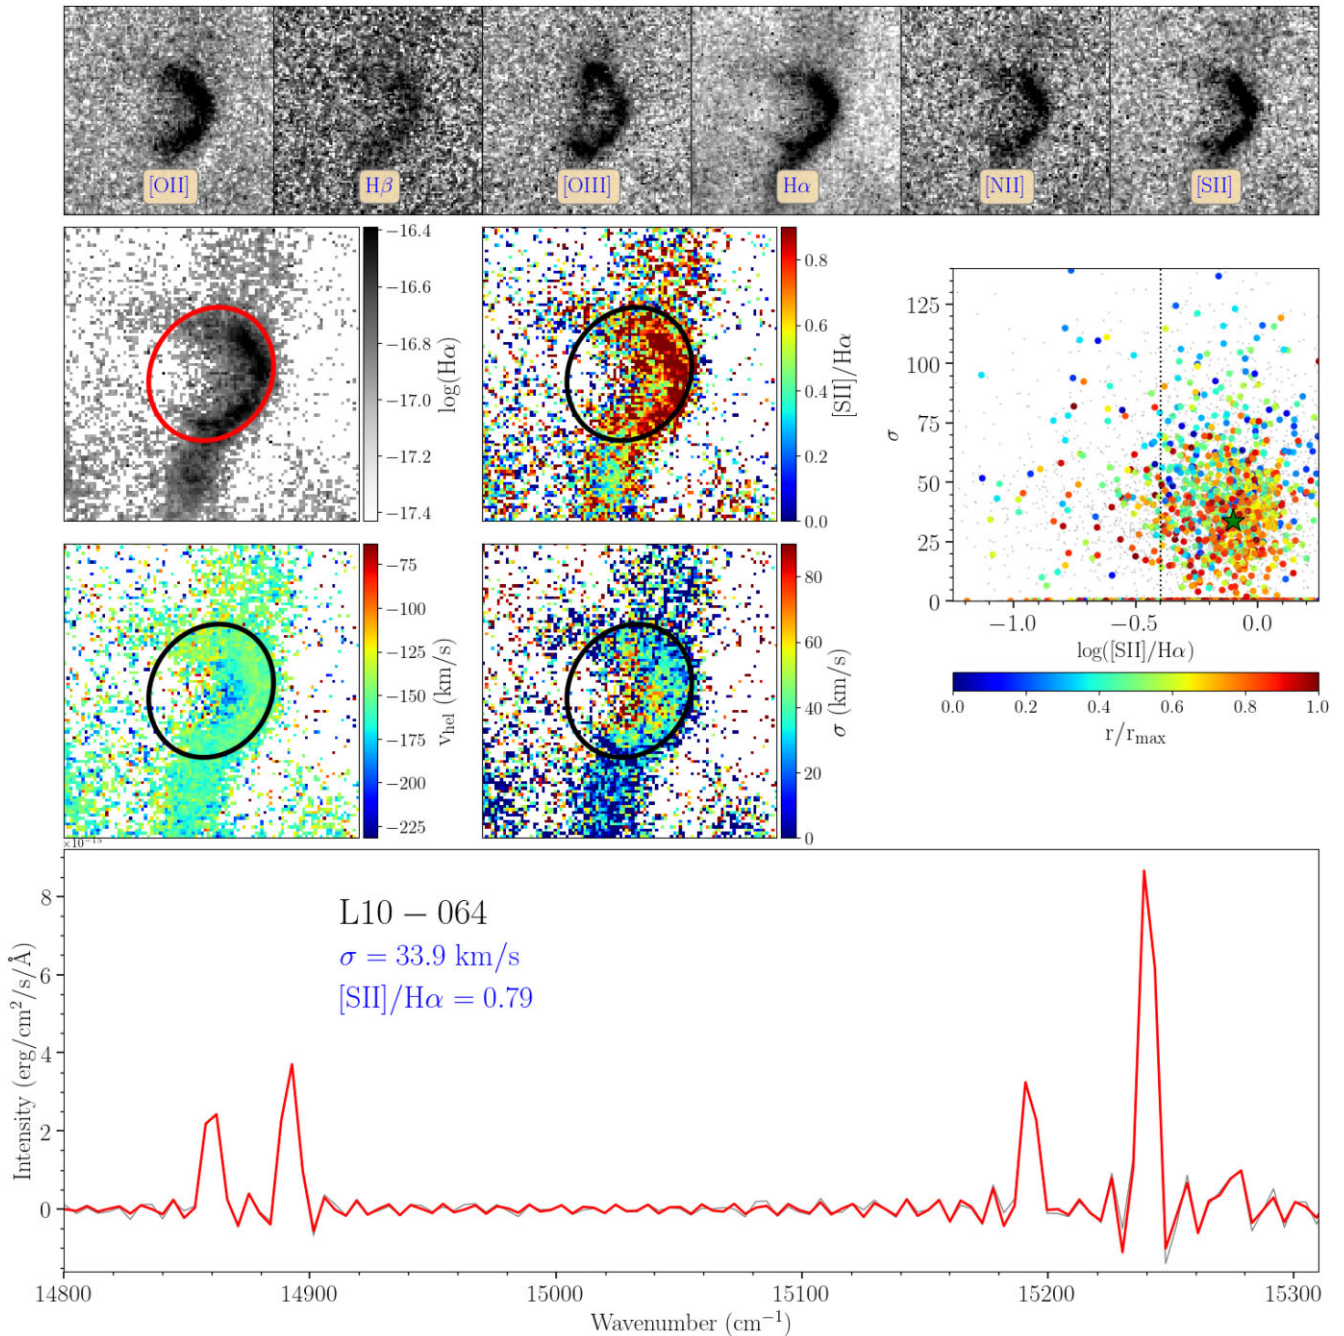 [OII] Hβ [OIII] Hα [NII] [SII]
−16.4
−16.6
−16.8
−17.0
−17.2
−17.4
log(Hα)
0.8
0.6
0.4
0.2
0.0
[SII]/Hα
125
100
75
50
25
0
σ
−1.0 −0.5 0.0
log([SII]/Hα)
0.0 0.2 0.4 0.6 0.8 1.0
r/rmax
−75
−100
−125
−150
−175
−200
−225
vhel (km/s)
80
60
40
20
0
σ (km/s)
L10 − 064
σ = 33.9 km/s
[SII]/Hα = 0.79
8
6
4
2
0
Intensity (erg/cm²/s/Å)
14800 14900 15000 15100 15200 15300
Wavenumber (cm⁻¹)